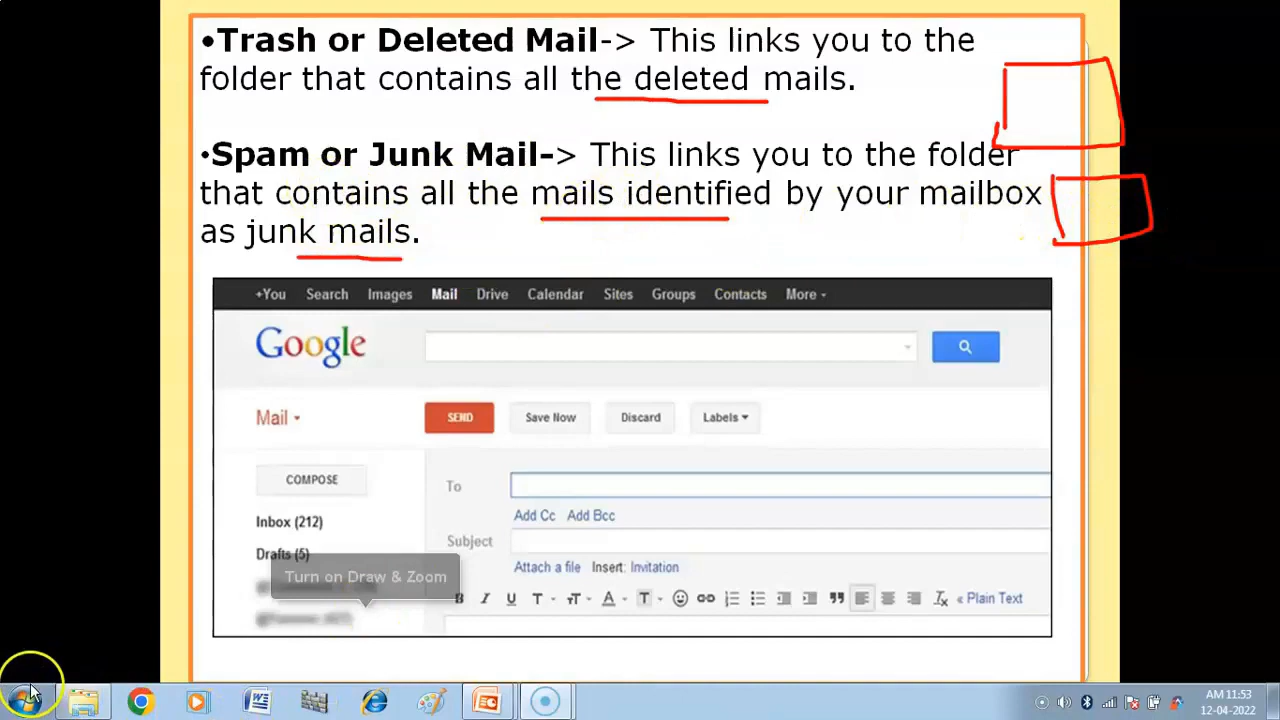 •Trash or Deleted Mail-> This links you to the
folder that contains all the deleted mails.
•Spam or Junk Mail-> This links you to the folder
that contains all the mails identified by your mailbox
as junk mails.
+You Search Images Mail Drive Calendar Sites Groups Contacts More
Google
Mail SEND Save Now Discard Labels
COMPOSE To
Add Cc Add Bcc
Inbox (212)
Subject
Drafts (5)
Attach a file Insert: Invitation
Turn on Draw & Zoom
B I U T T A T « Plain Text
AM 11:53
12-04-2022